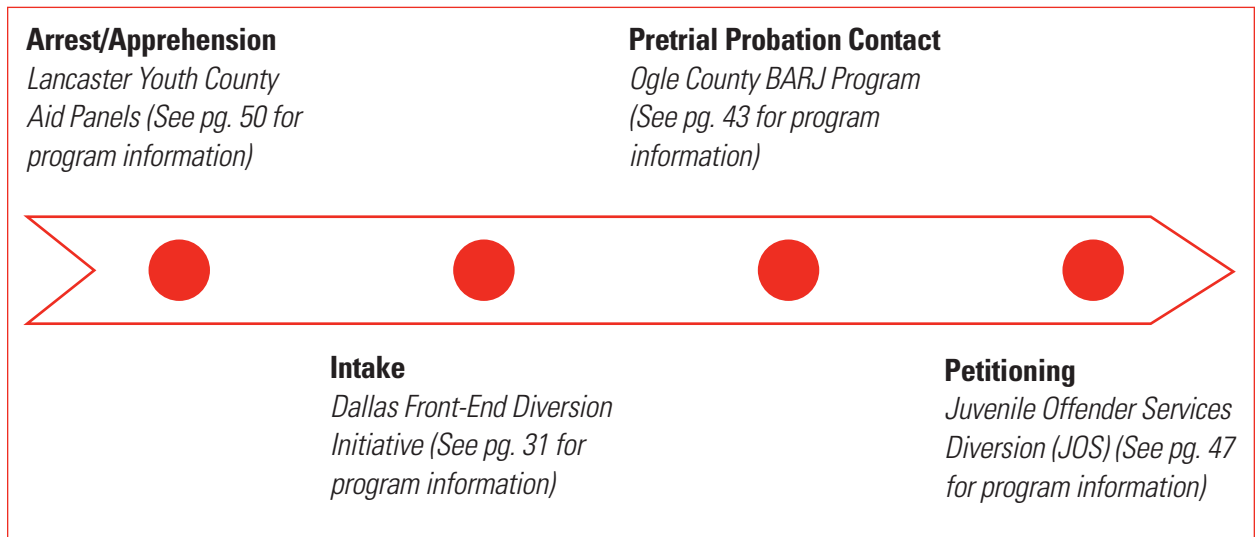 Arrest/Apprehension
Lancaster Youth County
Aid Panels (See pg. 50 for
program information)
Pretrial Probation Contact
Ogle County BARJ Program
(See pg. 43 for program
information)
Intake
Dallas Front-End Diversion
Initiative (See pg. 31 for
program information)
Petitioning
Juvenile Offender Services
Diversion (JOS) (See pg. 47
for program information)